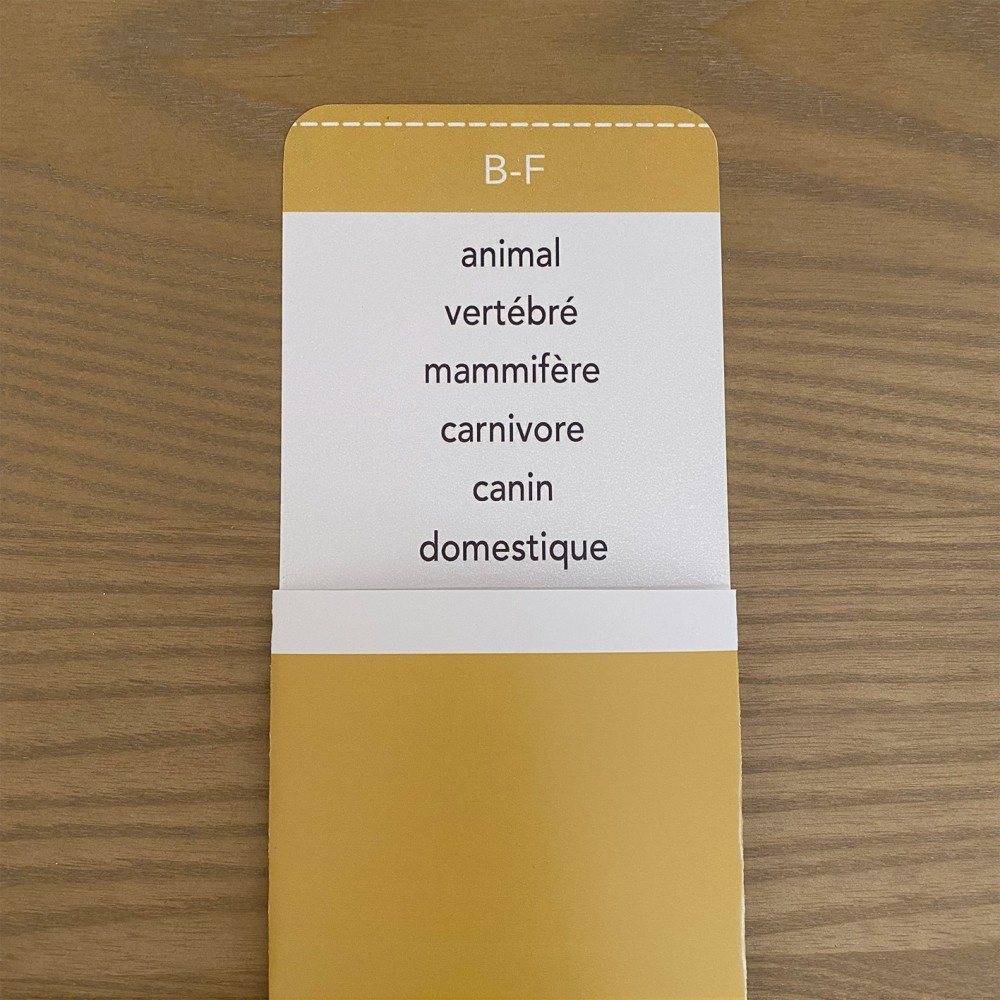 B-F
animal
vertébré
mammifère
carnivore
canin
domestique